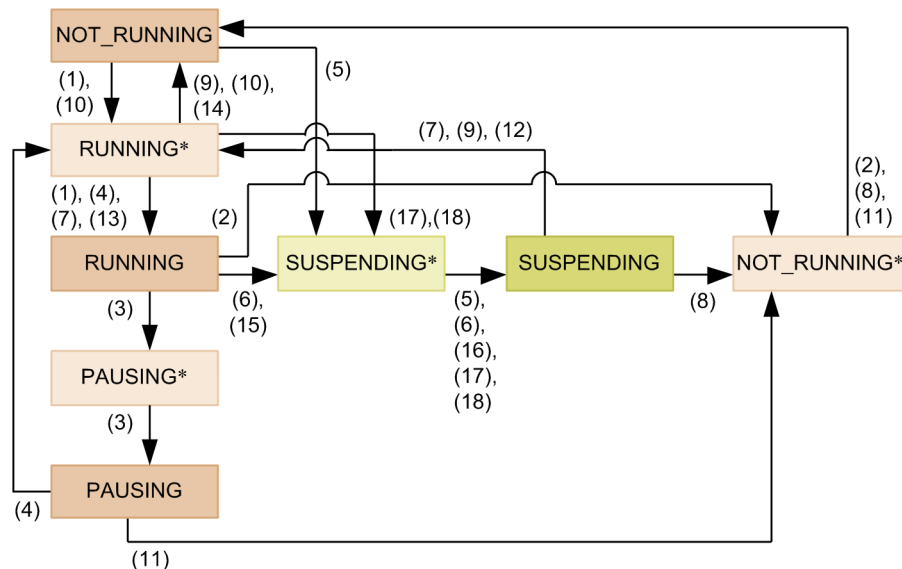 NOT_RUNNING
(5)
(1),
(10)
(9), (10),
(14)
RUNNING*
(7), (9), (12)
(2),
(8),
(11)
(1), (4),
(7), (13)
(2)
(17),(18)
RUNNING
SUSPENDING*
SUSPENDING
NOT_RUNNING*
(3)
(6),
(15)
(5),
(6),
(16)
(17),
(18)
(8)
PAUSING*
(3)
PAUSING
(4)
(11)